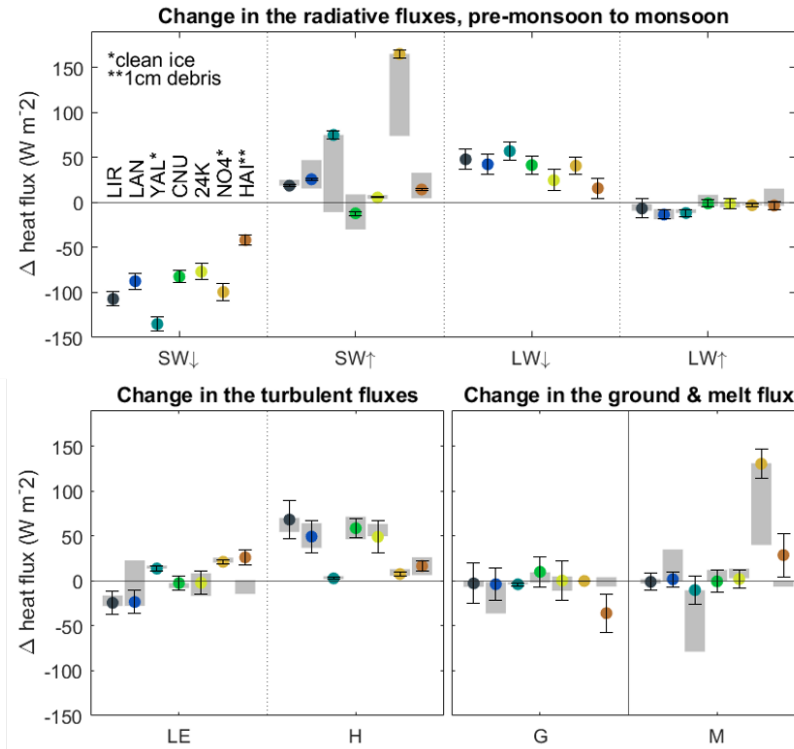 Change in the radiative fluxes, pre-monsoon to monsoon
Δ heat flux (W m^-2)
150
100
50
0
-50
-100
-150
*clean ice
**1cm debris
LIR
LAN
YAL*
CNU
24K
NO4*
HAI**
SW↓
SW↑
LW↓
LW↑
Change in the turbulent fluxes
Change in the ground & melt flux
Δ heat flux (W m^-2)
150
100
50
0
-50
-100
-150
LE
H
G
M